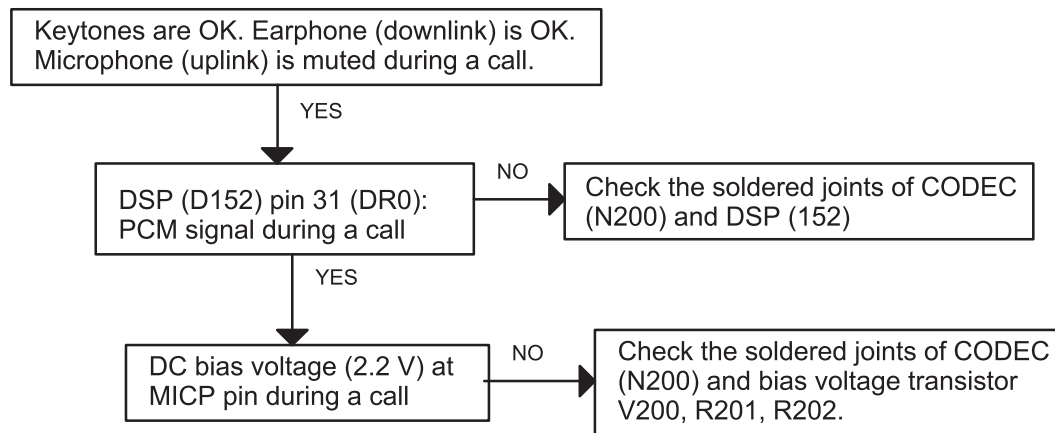 Keytones are OK. Earphone (downlink) is OK.
Microphone (uplink) is muted during a call.
YES
DSP (D152) pin 31 (DR0):
PCM signal during a call
NO
Check the soldered joints of CODEC
(N200) and DSP (152)
YES
DC bias voltage (2.2 V) at
MICP pin during a call
NO
Check the soldered joints of CODEC
(N200) and bias voltage transistor
V200, R201, R202.